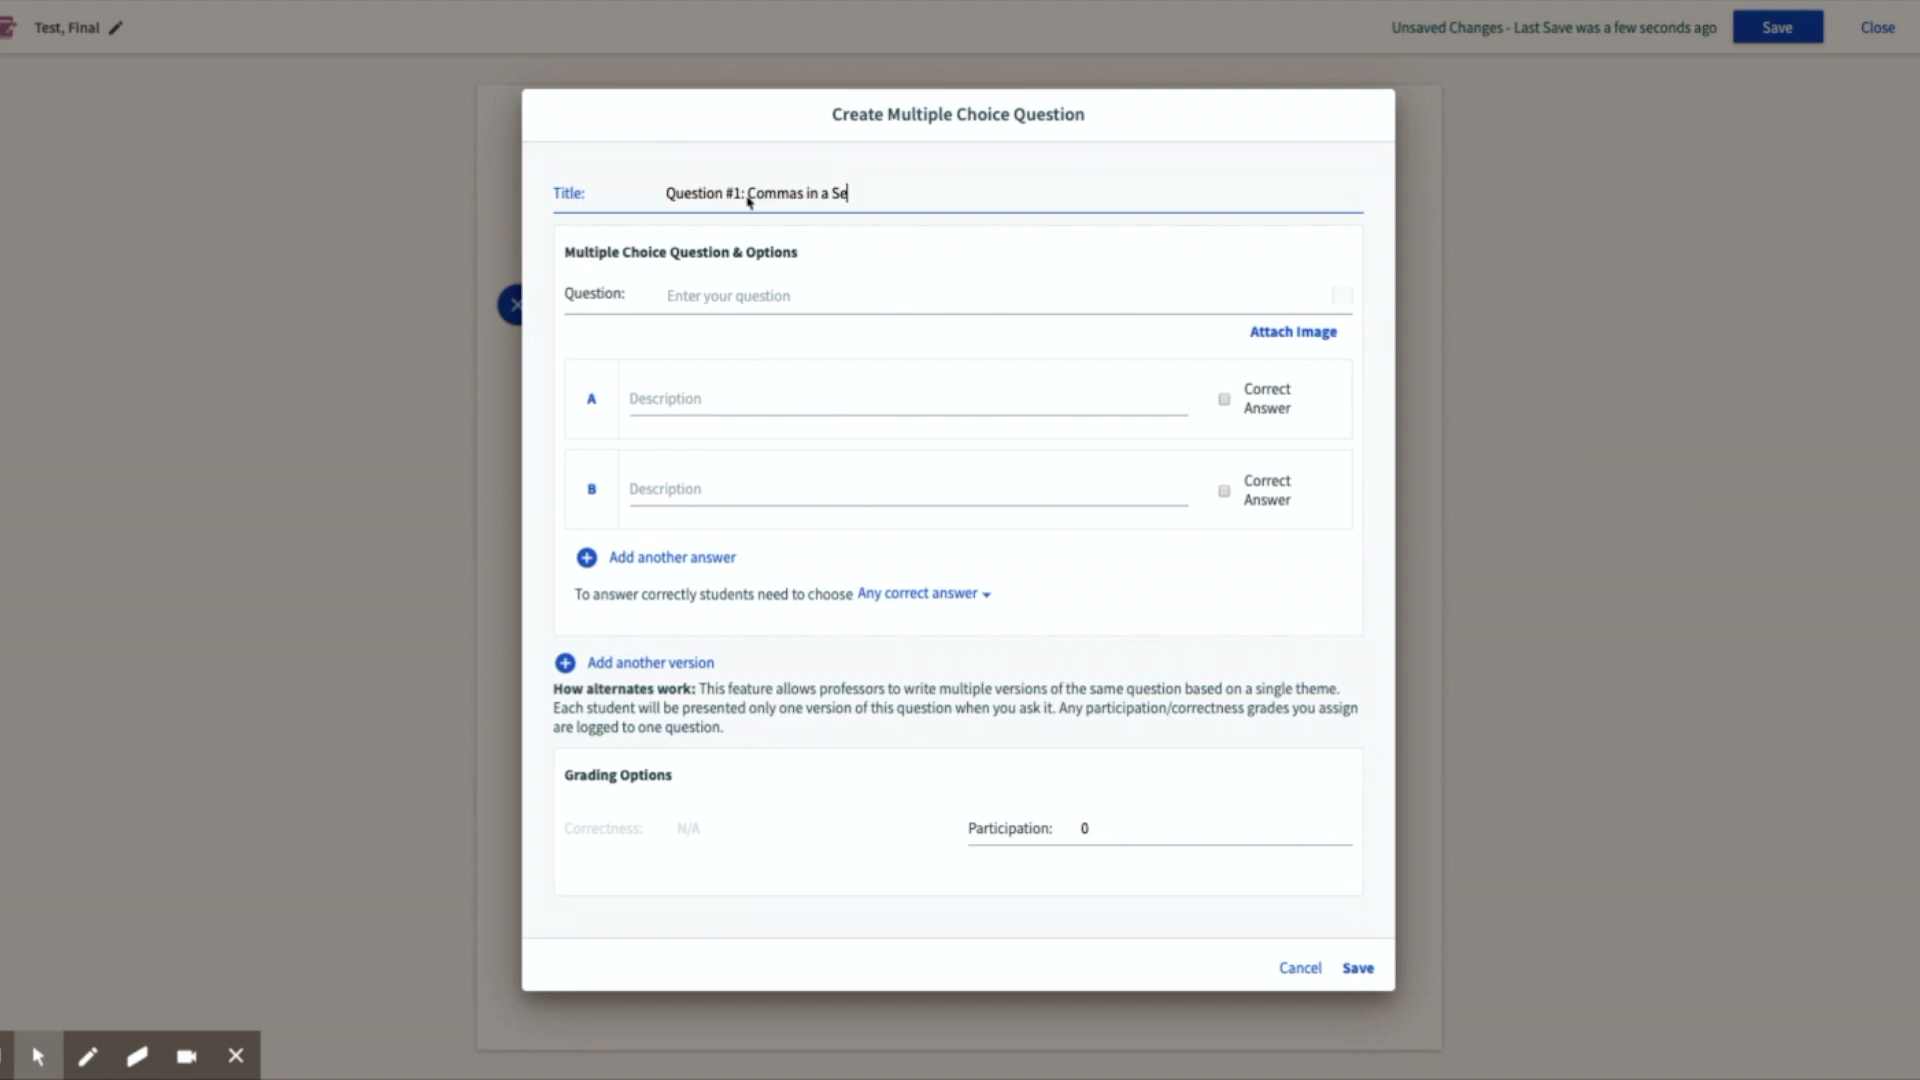 Test, Final
Unsaved Changes - Last Save was a few seconds ago
Save
Close
Create Multiple Choice Question
Title: Question #1: Commas in a Se
Multiple Choice Question & Options
Question: Enter your question
Attach Image
A Description Correct Answer
B Description Correct Answer
Add another answer
To answer correctly students need to choose Any correct answer
Add another version
How alternates work: This feature allows professors to write multiple versions of the same question based on a single theme.
Each student will be presented only one version of this question when you ask it. Any participation/correctness grades you assign
are logged to one question.
Grading Options
Correctness: N/A Participation: 0
Cancel Save